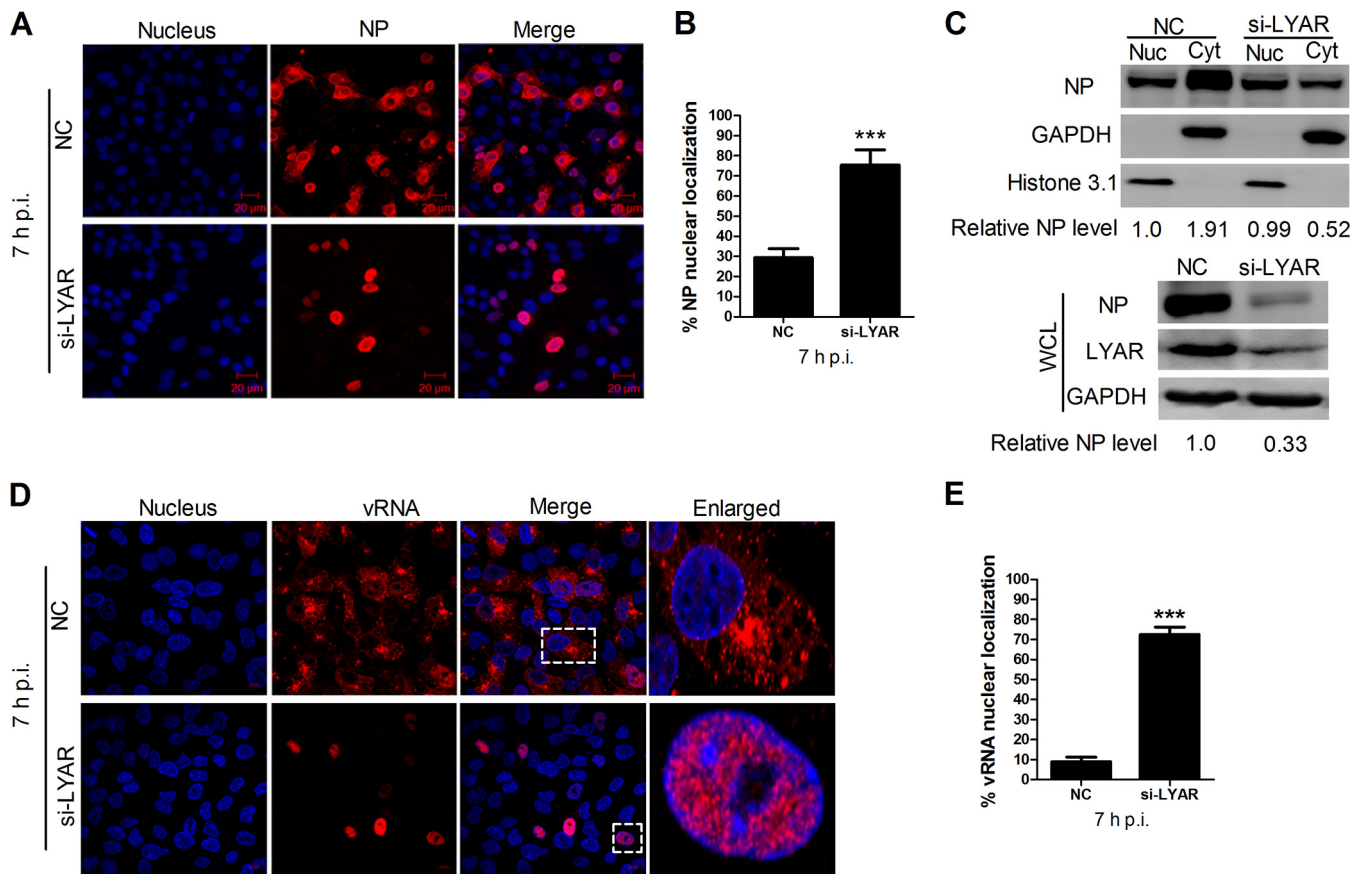 A
Nucleus NP Merge
7 h p.i.
NC
20 µm 20 µm 20 µm
si-LYAR
20 µm 20 µm 20 µm
B
% NP nuclear localization
100
90
80
70
60
50
40
30
20
10
0
***
NC si-LYAR
7 h p.i.
C
NC si-LYAR
Nuc Cyt Nuc Cyt
NP
GAPDH
Histone 3.1
Relative NP level 1.0 1.91 0.99 0.52
NC si-LYAR
WCL
NP
LYAR
GAPDH
Relative NP level 1.0 0.33
D
Nucleus vRNA Merge Enlarged
7 h p.i.
NC
si-LYAR
E
% vRNA nuclear localization
100
90
80
70
60
50
40
30
20
10
0
***
NC si-LYAR
7 h p.i.